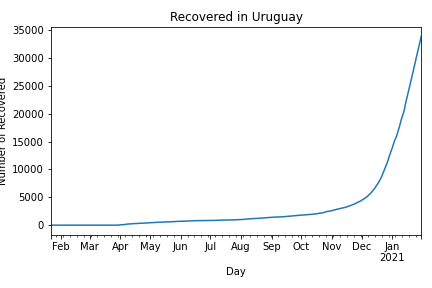 Recovered in Uruguay
Number of Recovered
35000
30000
25000
20000
15000
10000
5000
0
Feb Mar Apr May Jun Jul Aug Sep Oct Nov Dec Jan
2021
Day